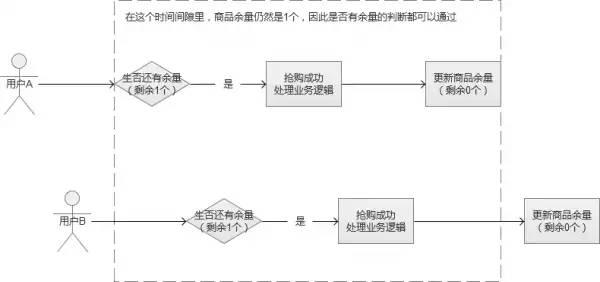 在这个时间间隙里，商品余量仍然是1个，因此是否有余量的判断都可以通过
用户A
生否还有余量
（剩余1个）
是
抢购成功
处理业务逻辑
更新商品余量
（剩余0个）
用户B
生否还有余量
（剩余1个）
是
抢购成功
处理业务逻辑
更新商品余量
（剩余0个）